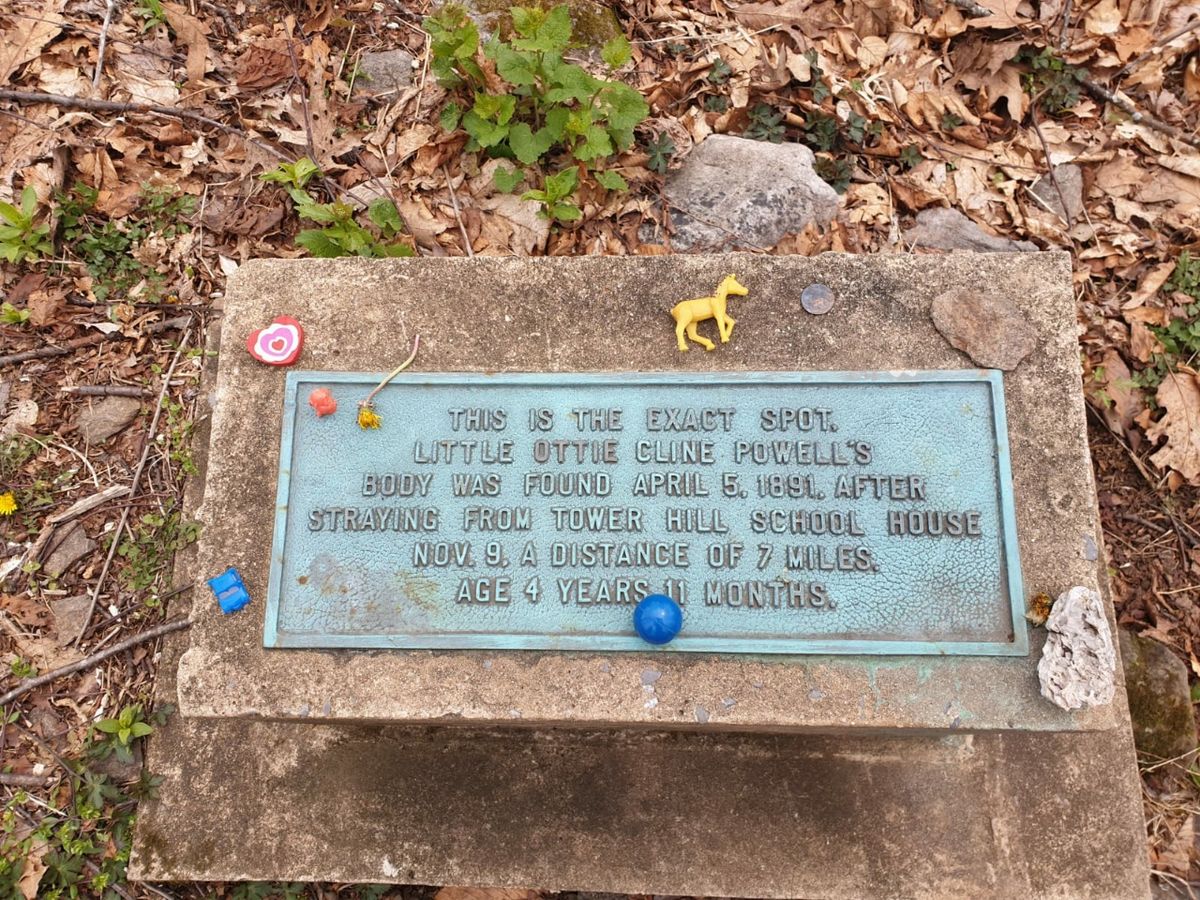 THIS IS THE EXACT SPOT.
LITTLE OTTIE CLINE POWELL'S
BODY WAS FOUND APRIL 5, 1891, AFTER
STRAYING FROM TOWER HILL SCHOOL HOUSE
NOV. 9, A DISTANCE OF 7 MILES.
AGE 4 YEARS 11 MONTHS.